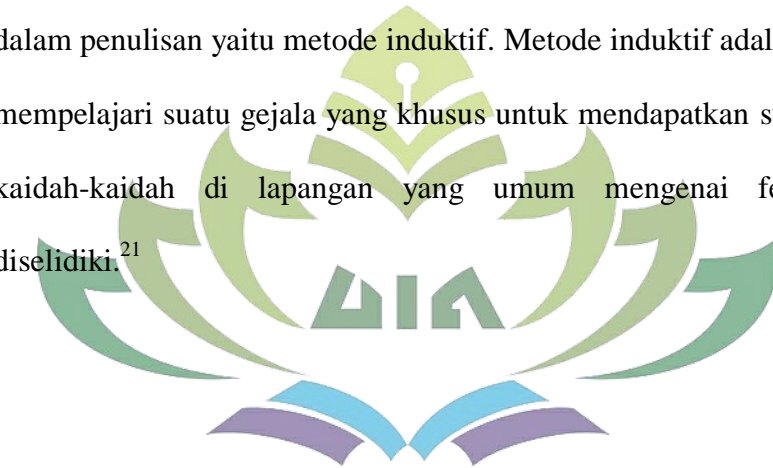 dalam penulisan yaitu metode induktif. Metode induktif adal
mempelajari suatu gejala yang khusus untuk mendapatkan s
kaidah-kaidah di lapangan yang umum mengenai fe
diselidiki.21
UIN